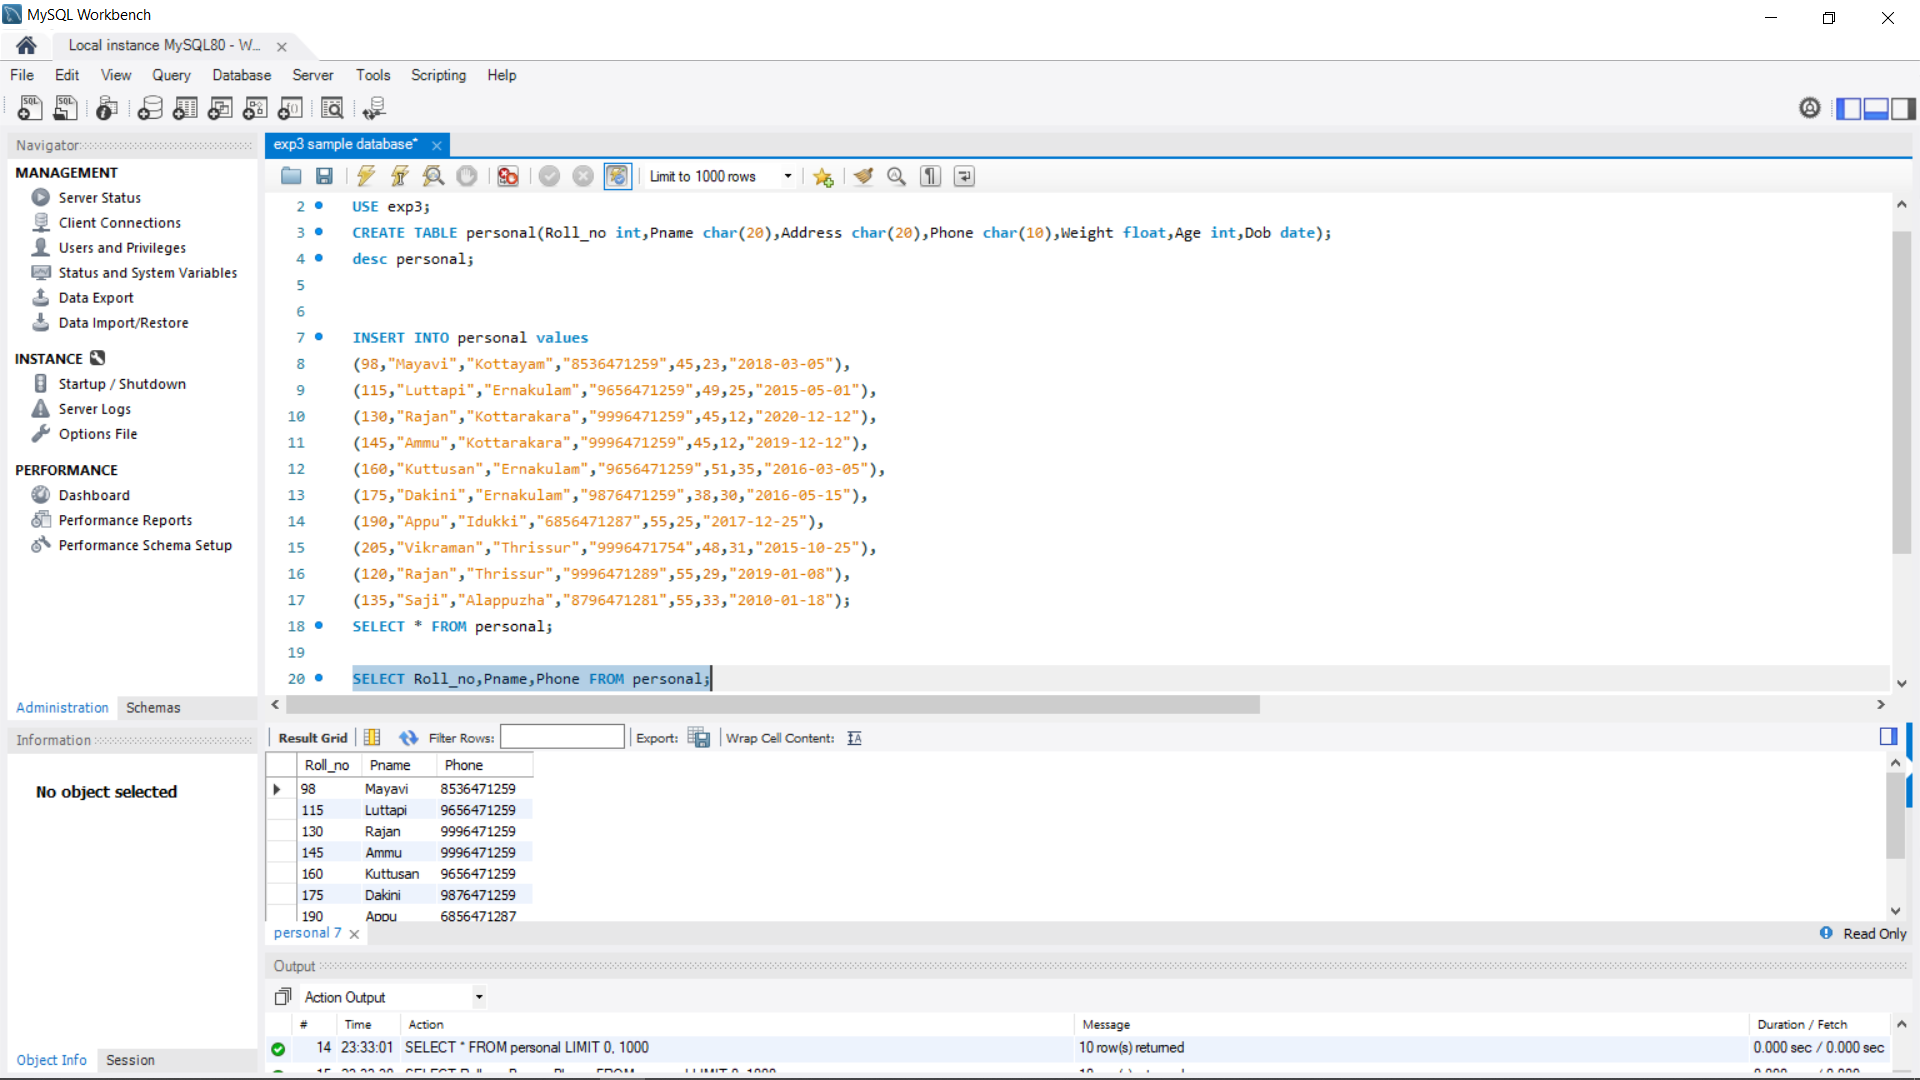 MySQL Workbench
Local instance MySQL80 - W...
File Edit View Query Database Server Tools Scripting Help
Navigator
MANAGEMENT
Server Status
Client Connections
Users and Privileges
Status and System Variables
Data Export
Data Import/Restore
INSTANCE
Startup / Shutdown
Server Logs
Options File
PERFORMANCE
Dashboard
Performance Reports
Performance Schema Setup
Administration Schemas
Information
No object selected
Object Info Session
exp3 sample database*
Limit to 1000 rows
2 USE exp3;
3 CREATE TABLE personal(Roll_no int,Pname char(20),Address char(20),Phone char(10),Weight float,Age int,Dob date);
4 desc personal;
5
6
7 INSERT INTO personal values
8 (98,"Mayavi","Kottayam","8536471259",45,23,"2018-03-05"),
9 (115,"Luttapi","Ernakulam","9656471259",49,25,"2015-05-01"),
10 (130,"Rajan","Kottarakara","9996471259",45,12,"2020-12-12"),
11 (145,"Ammu","Kottarakara","9996471259",45,12,"2019-12-12"),
12 (160,"Kuttusan","Ernakulam","9656471259",51,35,"2016-03-05"),
13 (175,"Dakini","Ernakulam","9876471259",38,30,"2016-05-15"),
14 (190,"Appu","Idukki","6856471287",55,25,"2017-12-25"),
15 (205,"Vikraman","Thrissur","9996471754",48,31,"2015-10-25"),
16 (120,"Rajan","Thrissur","9996471289",55,29,"2019-01-08"),
17 (135,"Saji","Alappuzha","8796471281",55,33,"2010-01-18");
18 SELECT * FROM personal;
19
20 SELECT Roll_no,Pname,Phone FROM personal;
Result Grid Filter Rows: Export: Wrap Cell Content:
Roll_no Pname Phone
98 Mayavi 8536471259
115 Luttapi 9656471259
130 Rajan 9996471259
145 Ammu 9996471259
160 Kuttusan 9656471259
175 Dakini 9876471259
190 Appu 6856471287
personal 7 Read Only
Output
Action Output
# Time Action Message Duration / Fetch
14 23:33:01 SELECT * FROM personal LIMIT 0, 1000 10 row(s) returned 0.000 sec / 0.000 sec